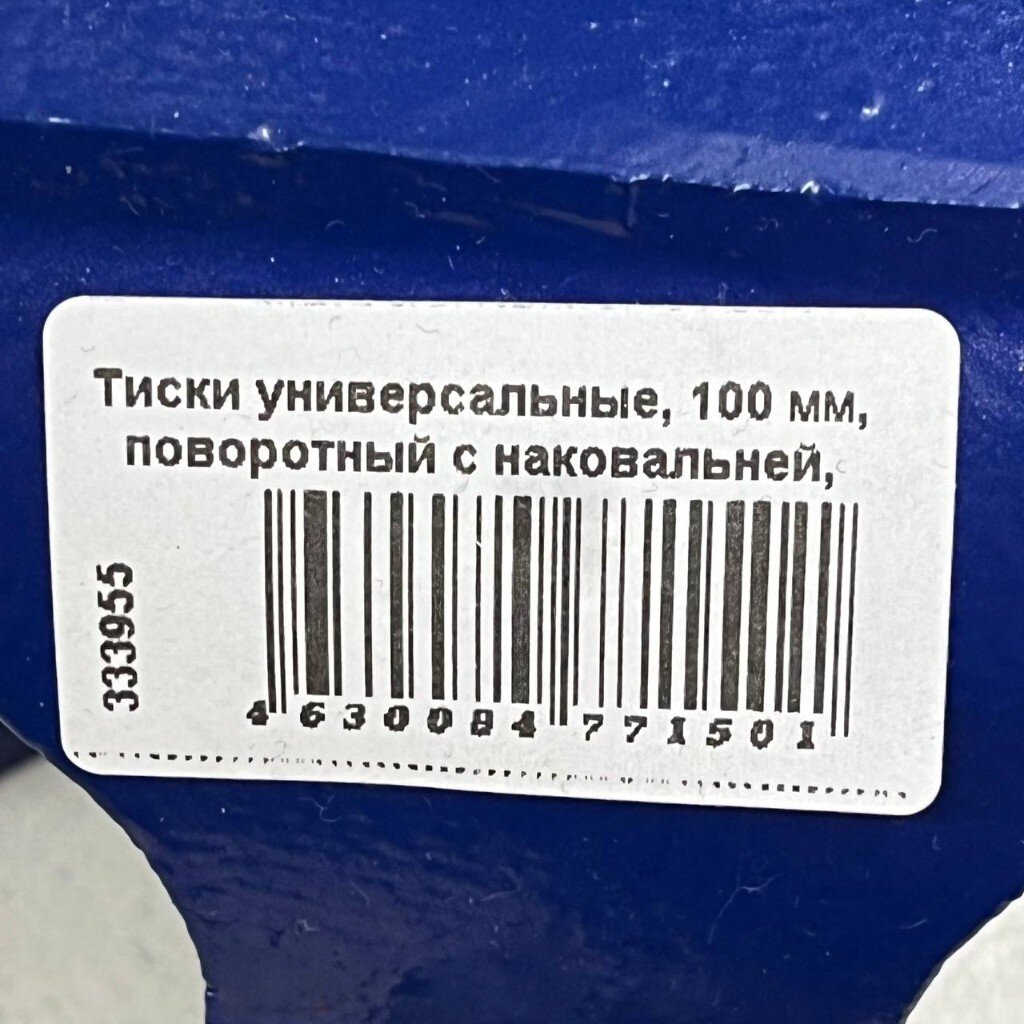 Тиски универсальные, 100 мм,
поворотный с наковальней,
333955
4 630084 771501